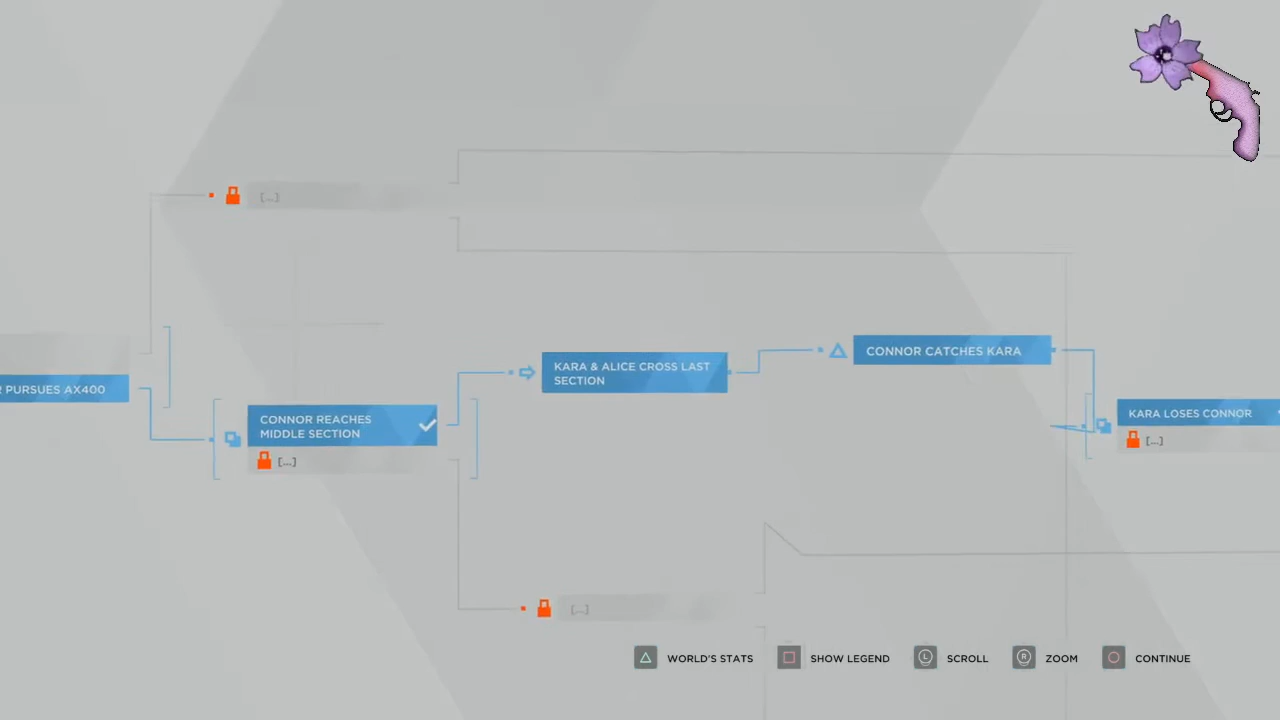 [...]
CONNOR CATCHES KARA
KARA & ALICE CROSS LAST
SECTION
R PURSUES AX400
CONNOR REACHES
MIDDLE SECTION
[...]
KARA LOSES CONNOR
[...]
[...]
WORLD'S STATS
SHOW LEGEND
L
SCROLL
R
ZOOM
CONTINUE